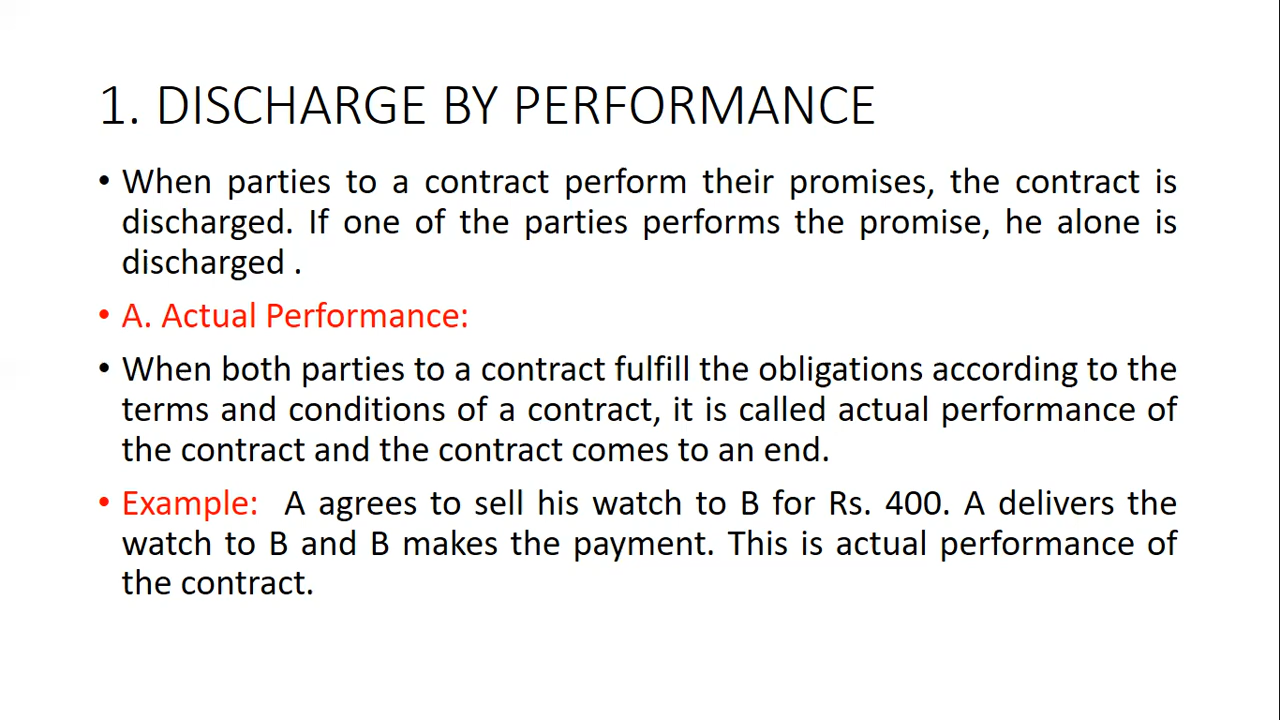 1. DISCHARGE BY PERFORMANCE
• When parties to a contract perform their promises, the contract is
discharged. If one of the parties performs the promise, he alone is
discharged .
• A. Actual Performance:
• When both parties to a contract fulfill the obligations according to the
terms and conditions of a contract, it is called actual performance of
the contract and the contract comes to an end.
• Example: A agrees to sell his watch to B for Rs. 400. A delivers the
watch to B and B makes the payment. This is actual performance of
the contract.